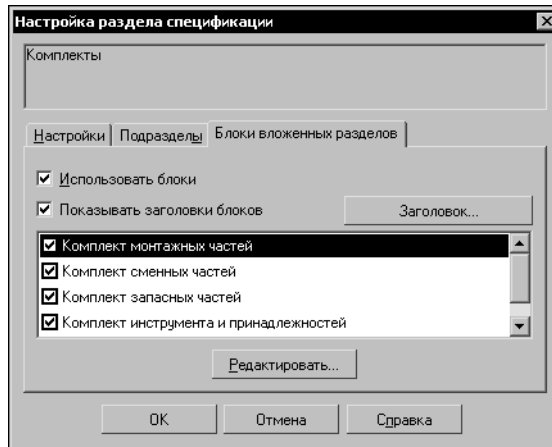 Настройка раздела спецификации
Комплекты
Настройки Подразделы Блоки вложенных разделов
Использовать блоки
Показывать заголовки блоков Заголовок...
Комплект монтажных частей
Комплект сменных частей
Комплект запасных частей
Комплект инструмента и принадлежностей
Редактировать...
OK Отмена Справка